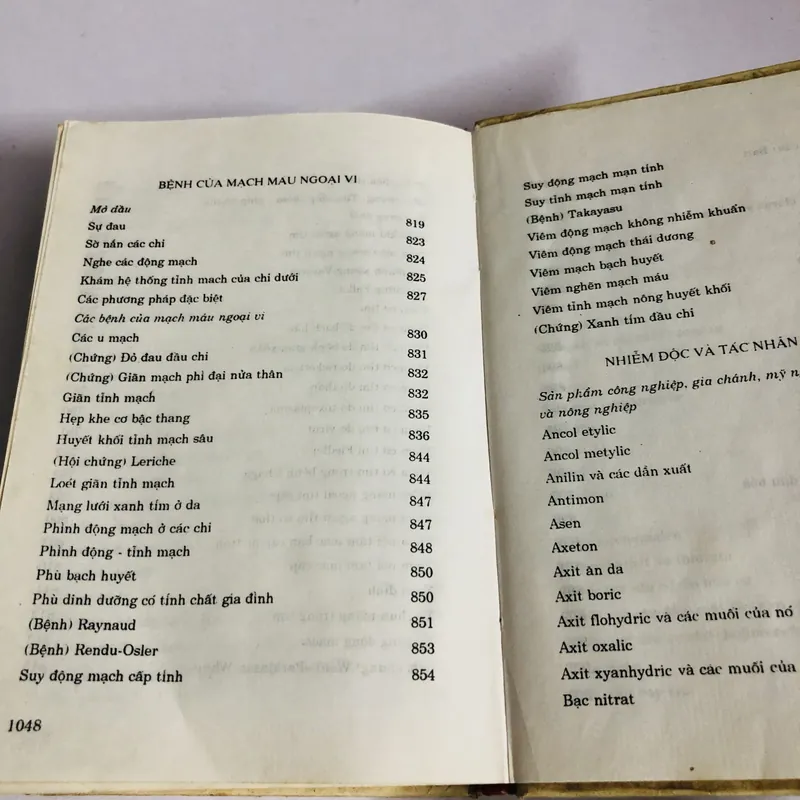 BỆNH CỦA MẠCH MÁU NGOẠI VI
Mở đầu
Sự đau 819
Sờ nắn các chi 823
Nghe các động mạch 824
Khám hệ thống tỉnh mach của chi dưới 825
Các phương pháp đặc biệt 827
Các bệnh của mạch máu ngoại vi
Các u mạch 830
(Chứng) Đỏ đau đầu chi 831
(Chứng) Giãn mạch phì đại nửa thân 832
Giãn tỉnh mạch 832
Hẹp khe cơ bậc thang 835
Huyết khối tỉnh mạch sâu 836
(Hội chứng) Leriche 844
Loét giãn tỉnh mạch 844
Mạng lưới xanh tím ở da 847
Phình động mạch ở các chi 847
Phình động - tỉnh mạch 848
Phù bạch huyết 850
Phù dinh dưỡng có tính chất gia đình 850
(Bệnh) Raynaud 851
(Bệnh) Rendu-Osler 853
Suy động mạch cấp tính 854
1048
Suy động mạch mạn tính
Suy tỉnh mạch mạn tính
(Bệnh) Takayasu
Viêm động mạch không nhiễm khuẩn
Viêm động mạch thái dương
Viêm mạch bạch huyết
Viêm nghẽn mạch máu
Viêm tỉnh mạch nông huyết khối
(Chứng) Xanh tím đầu chi
NHIỄM ĐỘC VÀ TÁC NHÂN
Sản phẩm công nghiệp, gia chánh, mỹ
và nông nghiệp
Ancol etylic
Ancol metylic
Anilin và các dẫn xuất
Antimon
Asen
Axeton
Axit ăn da
Axit boric
Axit flohydric và các muối của nó
Axit oxalic
Axit xyanhydric và các muối của
Bạc nitrat